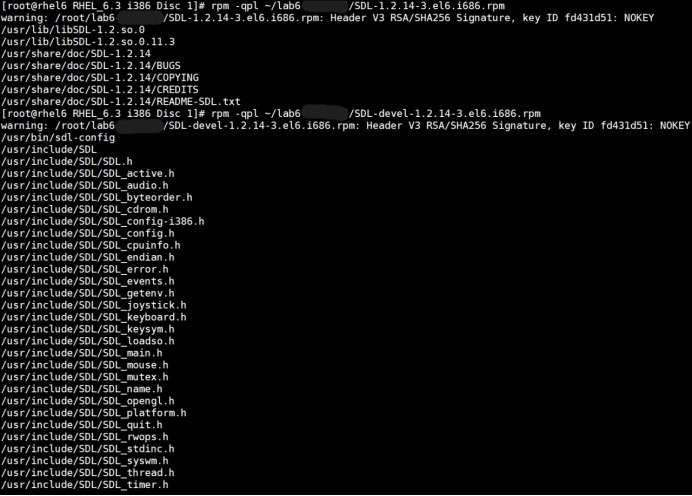 [root@rhel6 RHEL_6.3 i386 Disc 1]# rpm -qpl ~/lab6 /SDL-1.2.14-3.el6.i686.rpm
warning: /root/lab6 /SDL-1.2.14-3.el6.i686.rpm: Header V3 RSA/SHA256 Signature, key ID fd431d51: NOKEY
/usr/lib/libSDL-1.2.so.0
/usr/lib/libSDL-1.2.so.0.11.3
/usr/share/doc/SDL-1.2.14
/usr/share/doc/SDL-1.2.14/BUGS
/usr/share/doc/SDL-1.2.14/COPYING
/usr/share/doc/SDL-1.2.14/CREDITS
/usr/share/doc/SDL-1.2.14/README-SDL.txt
[root@rhel6 RHEL_6.3 i386 Disc 1]# rpm -qpl ~/lab6 /SDL-devel-1.2.14-3.el6.i686.rpm
warning: /root/lab6 /SDL-devel-1.2.14-3.el6.i686.rpm: Header V3 RSA/SHA256 Signature, key ID fd431d51: NOKEY
/usr/bin/sdl-config
/usr/include/SDL
/usr/include/SDL/SDL.h
/usr/include/SDL/SDL_active.h
/usr/include/SDL/SDL_audio.h
/usr/include/SDL/SDL_byteorder.h
/usr/include/SDL/SDL_cdrom.h
/usr/include/SDL/SDL_config-i386.h
/usr/include/SDL/SDL_config.h
/usr/include/SDL/SDL_cpuinfo.h
/usr/include/SDL/SDL_endian.h
/usr/include/SDL/SDL_error.h
/usr/include/SDL/SDL_events.h
/usr/include/SDL/SDL_getenv.h
/usr/include/SDL/SDL_joystick.h
/usr/include/SDL/SDL_keyboard.h
/usr/include/SDL/SDL_keysym.h
/usr/include/SDL/SDL_loadso.h
/usr/include/SDL/SDL_main.h
/usr/include/SDL/SDL_mouse.h
/usr/include/SDL/SDL_mutex.h
/usr/include/SDL/SDL_name.h
/usr/include/SDL/SDL_opengl.h
/usr/include/SDL/SDL_platform.h
/usr/include/SDL/SDL_quit.h
/usr/include/SDL/SDL_rwops.h
/usr/include/SDL/SDL_stdinc.h
/usr/include/SDL/SDL_syswm.h
/usr/include/SDL/SDL_thread.h
/usr/include/SDL/SDL_timer.h